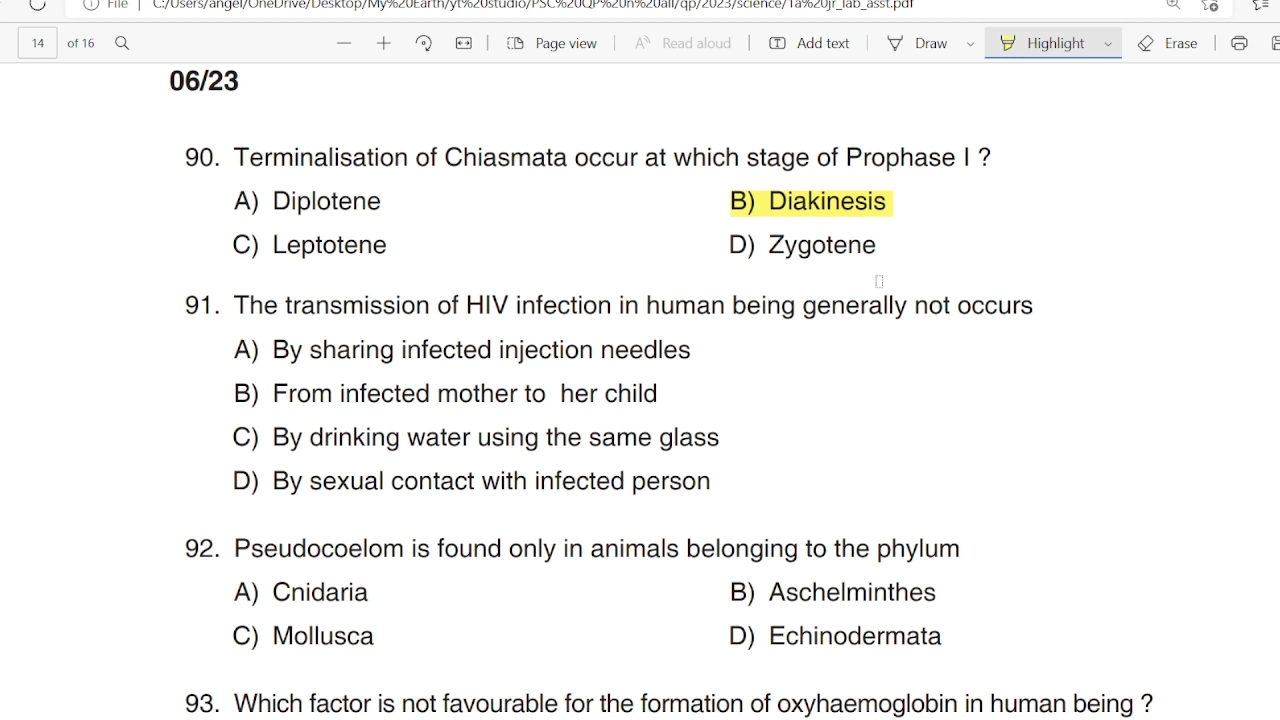 File | C:/Users/angel/OneDrive/Desktop/My%20Earth/yt%20studio/PSC%20QP%20n%20all/qp/2023/science/1a%20jr_lab_asst.pdf
14 of 16 Page view Read aloud Add text Draw Highlight Erase
06/23
90. Terminalisation of Chiasmata occur at which stage of Prophase I ?
A) Diplotene B) Diakinesis
C) Leptotene D) Zygotene
91. The transmission of HIV infection in human being generally not occurs
A) By sharing infected injection needles
B) From infected mother to her child
C) By drinking water using the same glass
D) By sexual contact with infected person
92. Pseudocoelom is found only in animals belonging to the phylum
A) Cnidaria B) Aschelminthes
C) Mollusca D) Echinodermata
93. Which factor is not favourable for the formation of oxyhaemoglobin in human being ?